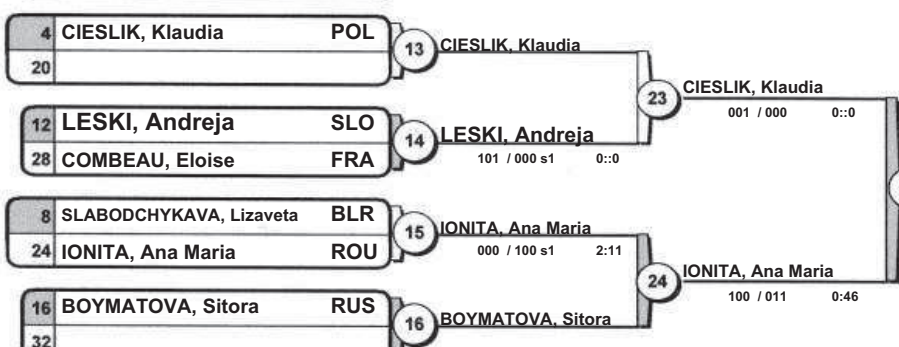 4 CIESLIK, Klaudia POL
20
13 CIESLIK, Klaudia
12 LESKI, Andreja SLO
28 COMBEAU, Eloise FRA
14 LESKI, Andreja
101 / 000 s1 0::0
23 CIESLIK, Klaudia
001 / 000 0::0
8 SLABODCHYKAVA, Lizaveta BLR
24 IONITA, Ana Maria ROU
15 IONITA, Ana Maria
000 / 100 s1 2:11
16 BOYMATOVA, Sitora RUS
32
16 BOYMATOVA, Sitora
24 IONITA, Ana Maria
100 / 011 0:46